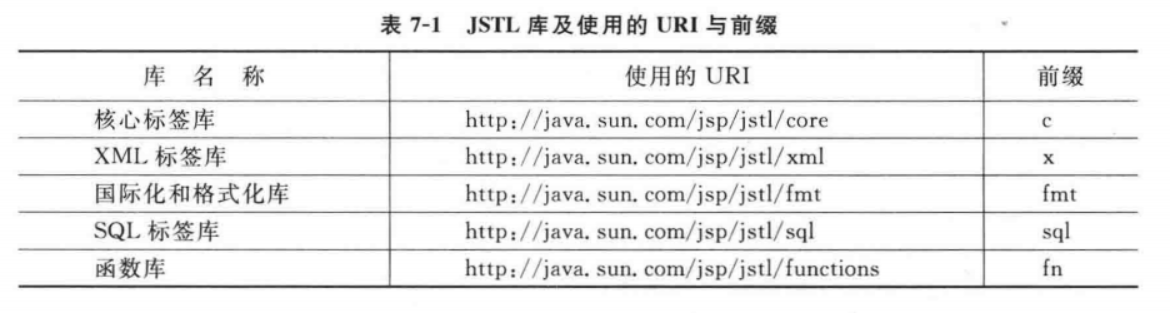 表 7-1 JSTL 库及使用的 URI 与前缀
库 名 称 使用的 URI 前缀
核心标签库 http://java.sun.com/jsp/jstl/core c
XML 标签库 http://java.sun.com/jsp/jstl/xml x
国际化和格式化库 http://java.sun.com/jsp/jstl/fmt fmt
SQL 标签库 http://java.sun.com/jsp/jstl/sql sql
函数库 http://java.sun.com/jsp/jstl/functions fn